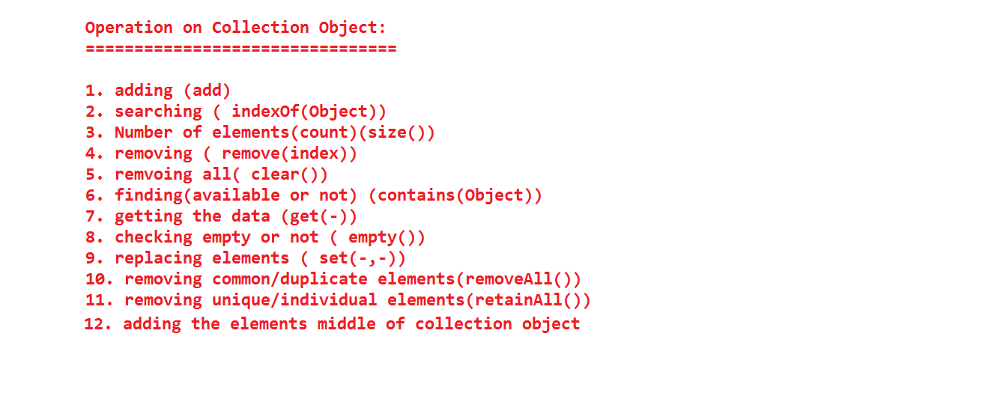 Operation on Collection Object:
================================
1. adding (add)
2. searching ( indexOf(Object))
3. Number of elements(count)(size())
4. removing ( remove(index))
5. remvoing all( clear())
6. finding(available or not) (contains(Object))
7. getting the data (get(-))
8. checking empty or not ( empty())
9. replacing elements ( set(-,-))
10. removing common/duplicate elements(removeAll())
11. removing unique/individual elements(retainAll())
12. adding the elements middle of collection object